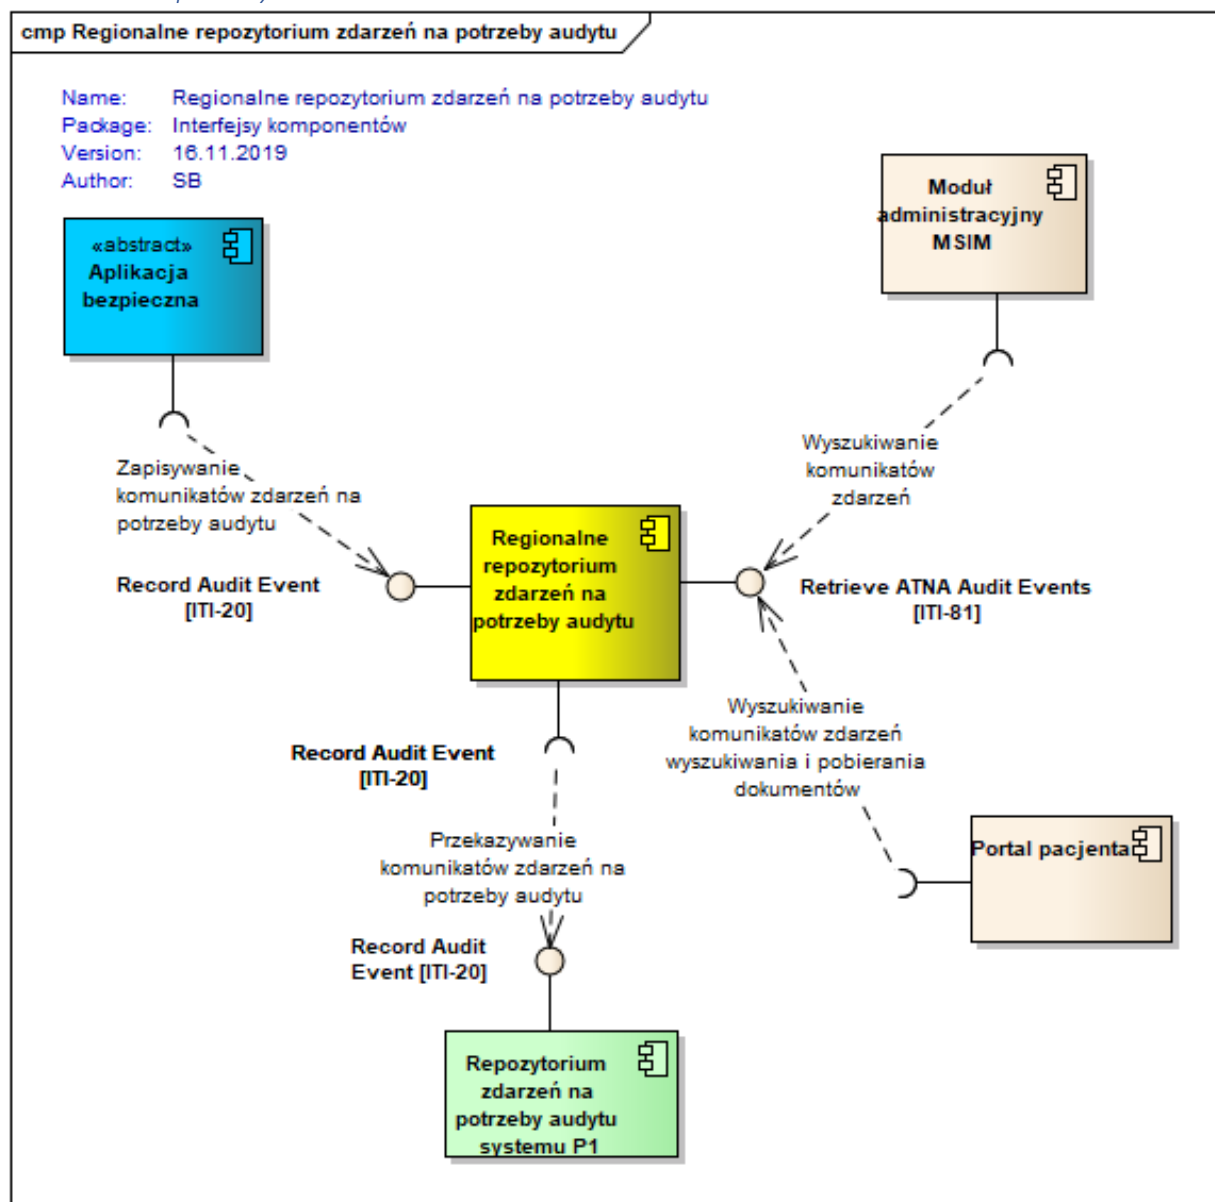 cmp Regionalne repozytorium zdarzeń na potrzeby audytu
Name: Regionalne repozytorium zdarzeń na potrzeby audytu
Package: Interfejsy komponentów
Version: 16.11.2019
Author: SB
«abstract»
Aplikacja
bezpieczna
Moduł
administracyjny
MSIM
Zapisywanie
komunikatów zdarzeń na
potrzeby audytu
Wyszukiwanie
komunikatów
zdarzeń
Record Audit Event
[ITI-20]
Regionalne
repozytorium
zdarzeń na
potrzeby audytu
Retrieve ATNA Audit Events
[ITI-81]
Record Audit Event
[ITI-20]
Wyszukiwanie
komunikatów zdarzeń
wyszukiwania i pobierania
dokumentów
Przekazywanie
komunikatów zdarzeń na
potrzeby audytu
Portal pacjenta
Record Audit
Event [ITI-20]
Repozytorium
zdarzeń na
potrzeby audytu
systemu P1